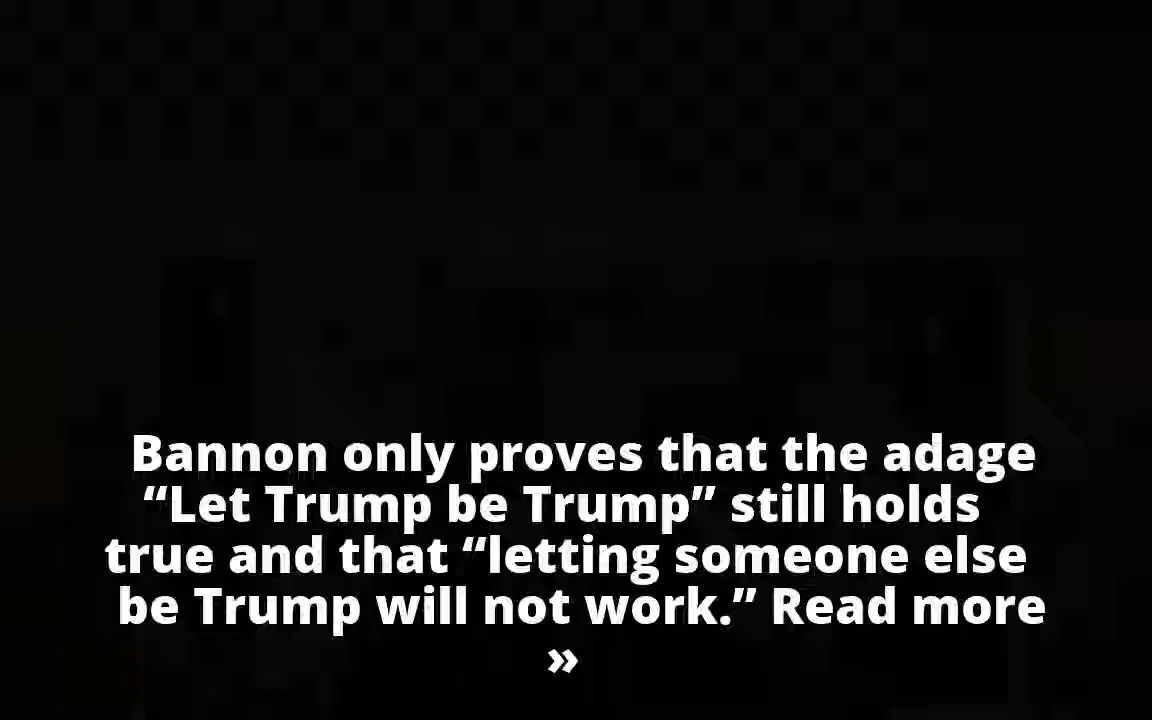 Bannon only proves that the adage
“Let Trump be Trump” still holds
true and that “letting someone else
be Trump will not work.” Read more
»